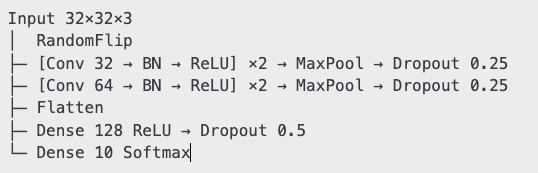 Input 32×32×3
│  RandomFlip
├─ [Conv 32 → BN → ReLU] ×2 → MaxPool → Dropout 0.25
├─ [Conv 64 → BN → ReLU] ×2 → MaxPool → Dropout 0.25
├─ Flatten
├─ Dense 128 ReLU → Dropout 0.5
└─ Dense 10 Softmax